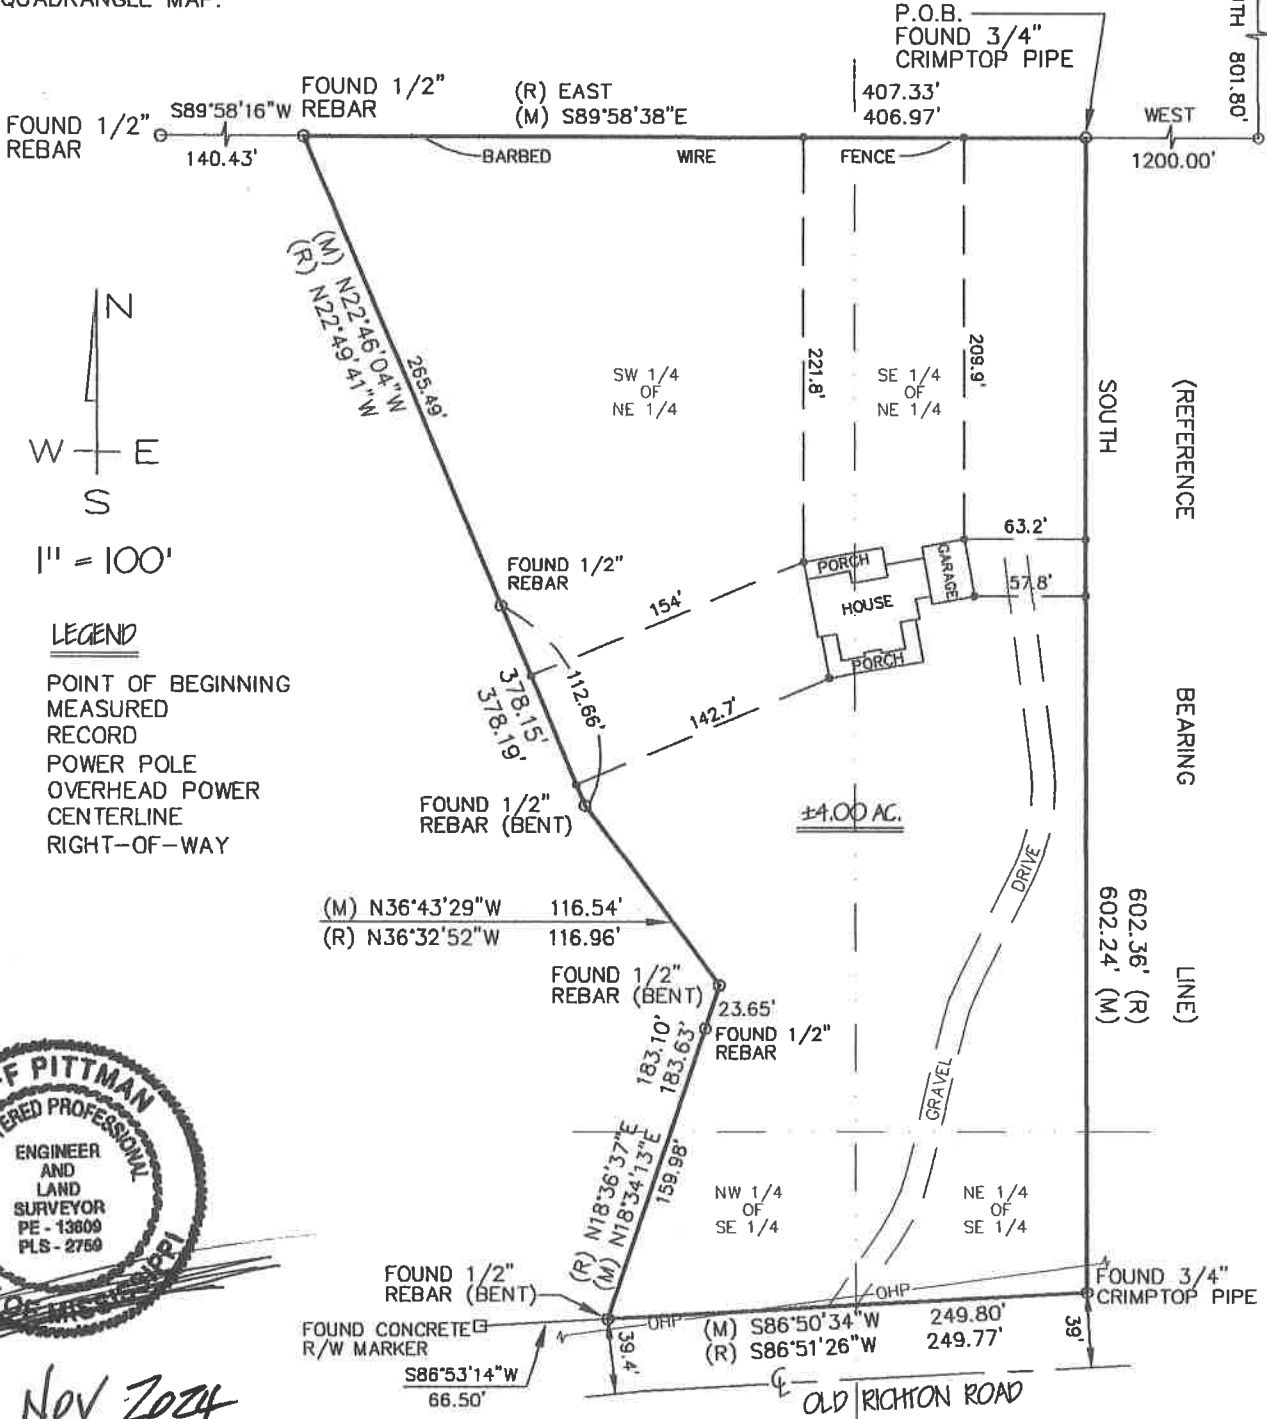 QUADRANGLE MAP.
P.O.B.
FOUND 3/4"
CRIMPTOP PIPE
801.80'
FOUND 1/2"
REBAR
S89°58'16"W
140.43'
FOUND 1/2"
REBAR
(R) EAST
(M) S89°58'38"E
407.33'
406.97'
WEST
1200.00'
BARBED WIRE FENCE
(M) N22°46'04"W
(R) N22°49'41"W
265.49'
N
W E
S
1" = 100'
SW 1/4
OF
NE 1/4
221.8'
SE 1/4
OF
NE 1/4
209.9'
SOUTH
(REFERENCE BEARING LINE)
63.2'
57.8'
PORCH
GARAGE
HOUSE
PORCH
FOUND 1/2"
REBAR
154'
142.7'
112.66'
378.15'
378.19'
LEGEND
POINT OF BEGINNING
MEASURED
RECORD
POWER POLE
OVERHEAD POWER
CENTERLINE
RIGHT-OF-WAY
FOUND 1/2"
REBAR (BENT)
±4.00 AC.
(M) N36°43'29"W 116.54'
(R) N36°32'52"W 116.96'
602.36' (R)
602.24' (M)
GRAVEL DRIVE
FOUND 1/2"
REBAR (BENT)
23.65'
FOUND 1/2"
REBAR
183.10'
183.63'
(R) N18°36'37"E
(M) N18°34'13"E
159.98'
NW 1/4
OF
SE 1/4
NE 1/4
OF
SE 1/4
PITTMAN
PROFESSIONAL
ENGINEER
AND
LAND
SURVEYOR
PE - 13609
PLS - 2759
OF MISSISSIPPI
FOUND 1/2"
REBAR (BENT)
FOUND CONCRETE
R/W MARKER
S86°53'14"W
66.50'
39.4'
OHP
OHP
(M) S86°50'34"W 249.80'
(R) S86°51'26"W 249.77'
FOUND 3/4"
CRIMPTOP PIPE
39'
OLD RICHTON ROAD
NOV 2024